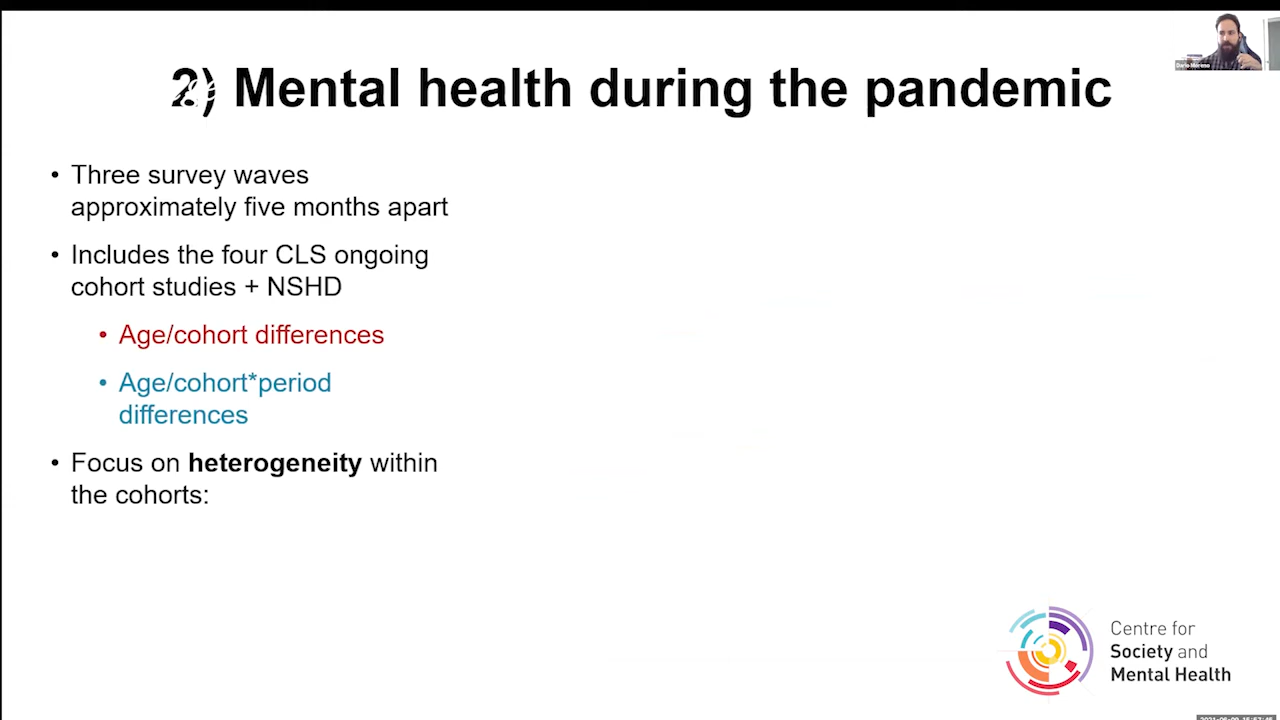 Dario Moreno
2) Mental health during the pandemic
• Three survey waves
approximately five months apart
• Includes the four CLS ongoing
cohort studies + NSHD
• Age/cohort differences
• Age/cohort*period
differences
• Focus on heterogeneity within
the cohorts:
Centre for
Society and
Mental Health